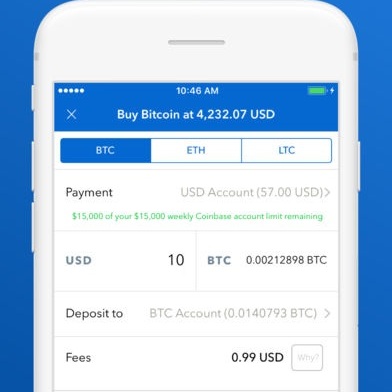 10:46 AM
Buy Bitcoin at 4,232.07 USD
BTC ETH LTC
Payment USD Account (57.00 USD)
$15,000 of your $15,000 weekly Coinbase account limit remaining
USD 10 BTC 0.00212898 BTC
Deposit to BTC Account (0.0140793 BTC)
Fees 0.99 USD Why?